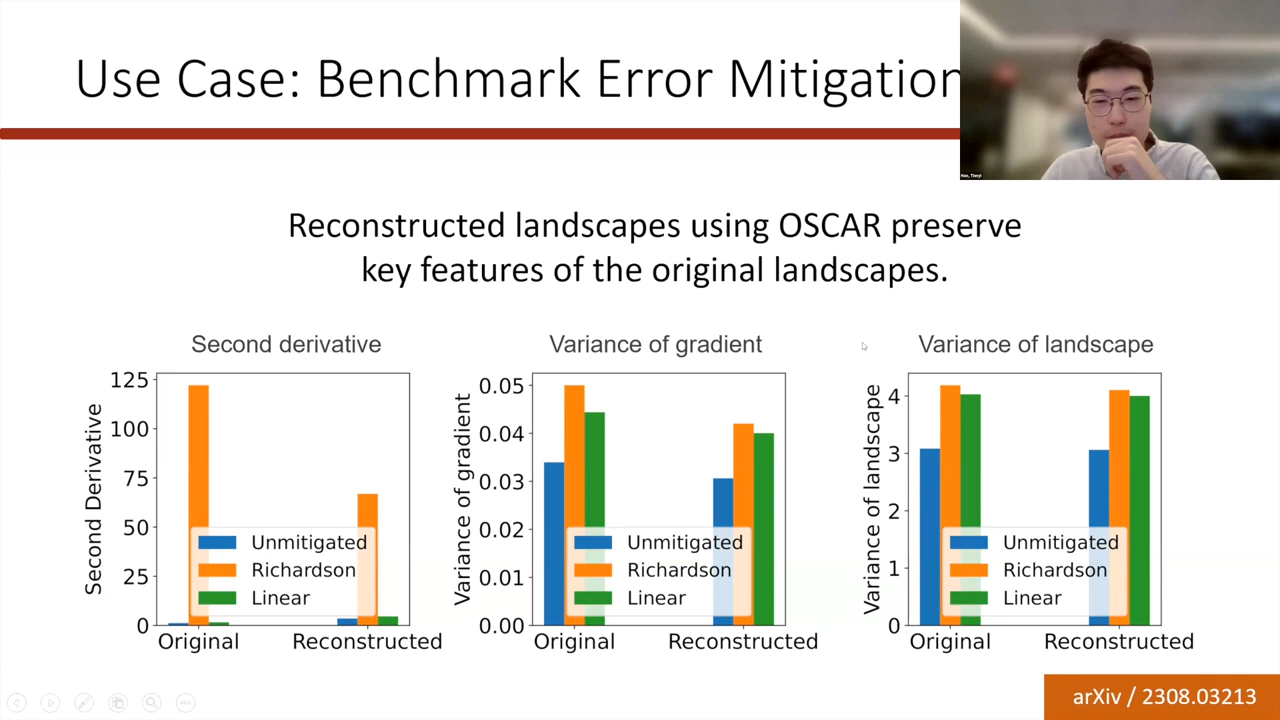 Use Case: Benchmark Error Mitigation
Hao, Tianyi
Reconstructed landscapes using OSCAR preserve
key features of the original landscapes.
Second derivative
Second Derivative
125
100
75
50
25
0
Unmitigated
Richardson
Linear
Original
Reconstructed
Variance of gradient
Variance of gradient
0.05
0.04
0.03
0.02
0.01
0.00
Unmitigated
Richardson
Linear
Original
Reconstructed
Variance of landscape
Variance of landscape
4
3
2
1
0
Unmitigated
Richardson
Linear
Original
Reconstructed
arXiv / 2308.03213